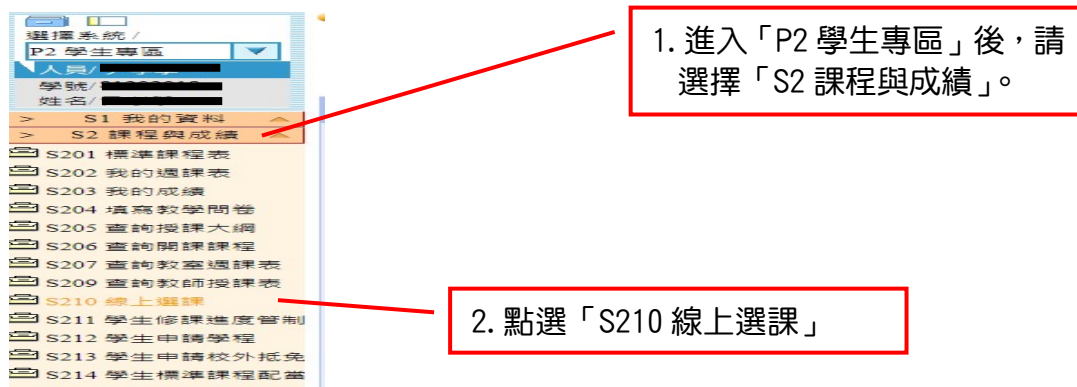 選擇系統 /
P2 學生專區
人員/
學號/
姓名/
> S1 我的資料
> S2 課程與成績
S201 標準課程表
S202 我的週課表
S203 我的成績
S204 填寫教學問卷
S205 查詢授課大綱
S206 查詢開課課程
S207 查詢教室週課表
S209 查詢教師授課表
S210 線上選課
S211 學生修課進度管制
S212 學生申請學程
S213 學生申請校外抵免
S214 學生標準課程配當
1. 進入「P2 學生專區」後，請
選擇「S2 課程與成績」。
2. 點選「S210 線上選課」